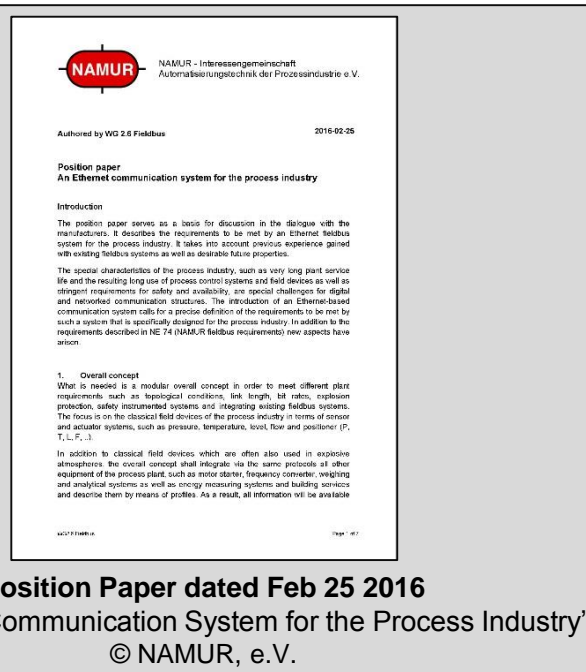 NAMUR
NAMUR - Interessengemeinschaft
Automatisierungstechnik der Prozessindustrie e.V.
Authored by WG 2.6 Fieldbus
2016-02-25
Position paper
An Ethernet communication system for the process industry
Introduction
The position paper serves as a basis for discussion in the dialogue with the
manufacturers. It describes the requirements to be met by an Ethernet fieldbus
system for the process industry. It takes into account previous experience gained
with existing fieldbus systems as well as desirable future properties.
The special characteristics of the process industry, such as very long plant service
life and the resulting long use of process control systems and field devices as well as
stringent requirements for safety and availability, are special challenges for digital
and networked communication structures. The introduction of an Ethernet-based
communication system calls for a precise definition of the requirements to be met by
such a system that is specifically designed for the process industry. In addition to the
requirements described in NE 74 (NAMUR fieldbus requirements) new aspects have
arisen.
1. Overall concept
What is needed is a modular overall concept in order to meet different plant
requirements such as topological conditions, link length, bit rates, explosion
protection, safety instrumented systems and integrating existing fieldbus systems.
The focus is on the classical field devices of the process industry in terms of sensor
and actuator systems, such as pressure, temperature, level, flow and positioner (P,
T, L, F, ..).
In addition to classical field devices which are often also used in explosive
atmospheres, the overall concept shall integrate via the same protocols all other
equipment of the process plant, such as motor starter, frequency converter, weighing
and analytical systems as well as energy measuring systems and building services
and describe them by means of profiles. As a result, all information will be available
Page 1 of 7
osition Paper dated Feb 25 2016
ommunication System for the Process Industry"
© NAMUR, e.V.